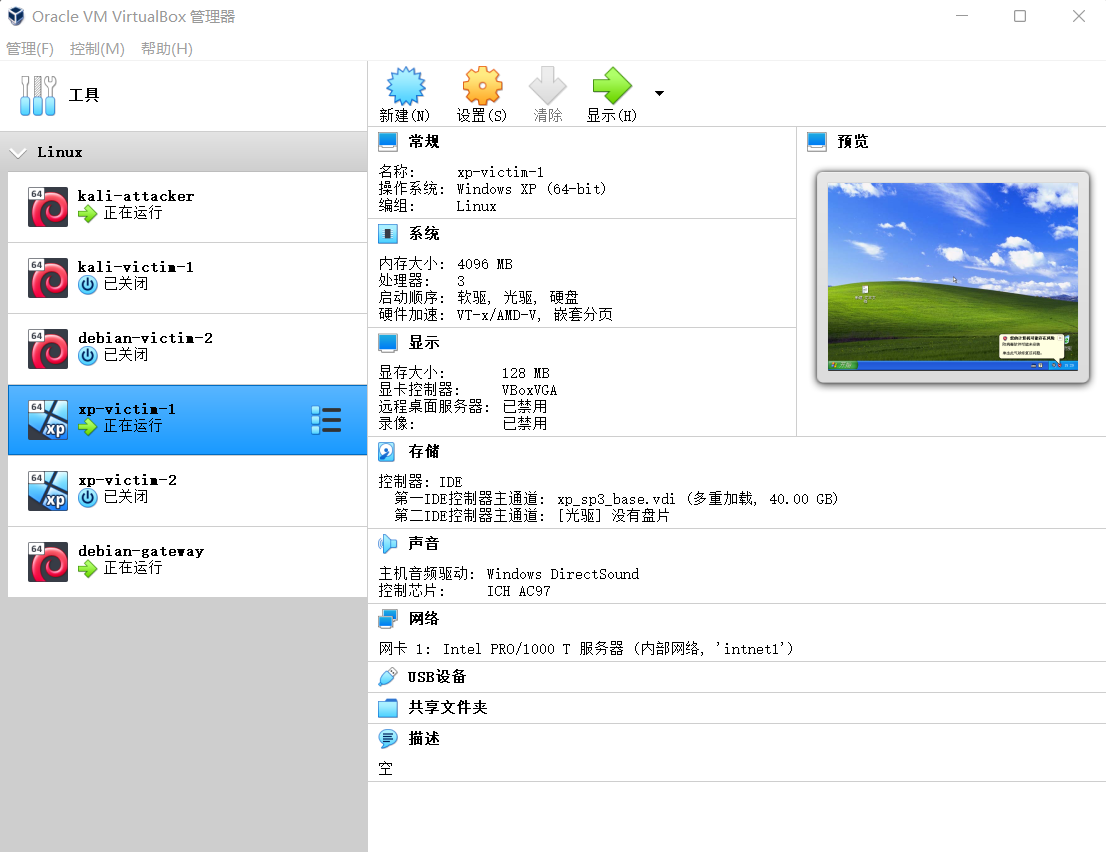 Oracle VM VirtualBox 管理器
管理(F) 控制(M) 帮助(H)
工具
新建(N) 设置(S) 清除 显示(H)
Linux
64
kali-attacker
正在运行
64
kali-victim-1
已关闭
64
debian-victim-2
已关闭
64
xp
xp-victim-1
正在运行
64
xp
xp-victim-2
已关闭
64
debian-gateway
正在运行
常规
名称: xp-victim-1
操作系统: Windows XP (64-bit)
编组: Linux
预览
系统
内存大小: 4096 MB
处理器: 3
启动顺序: 软驱, 光驱, 硬盘
硬件加速: VT-x/AMD-V, 嵌套分页
显示
显存大小: 128 MB
显卡控制器: VBoxVGA
远程桌面服务器: 已禁用
录像: 已禁用
存储
控制器: IDE
第一IDE控制器主通道: xp_sp3_base.vdi (多重加载, 40.00 GB)
第二IDE控制器主通道: [光驱] 没有盘片
声音
主机音频驱动: Windows DirectSound
控制芯片: ICH AC97
网络
网卡 1: Intel PRO/1000 T 服务器 (内部网络, 'intnet1')
USB设备
共享文件夹
描述
空